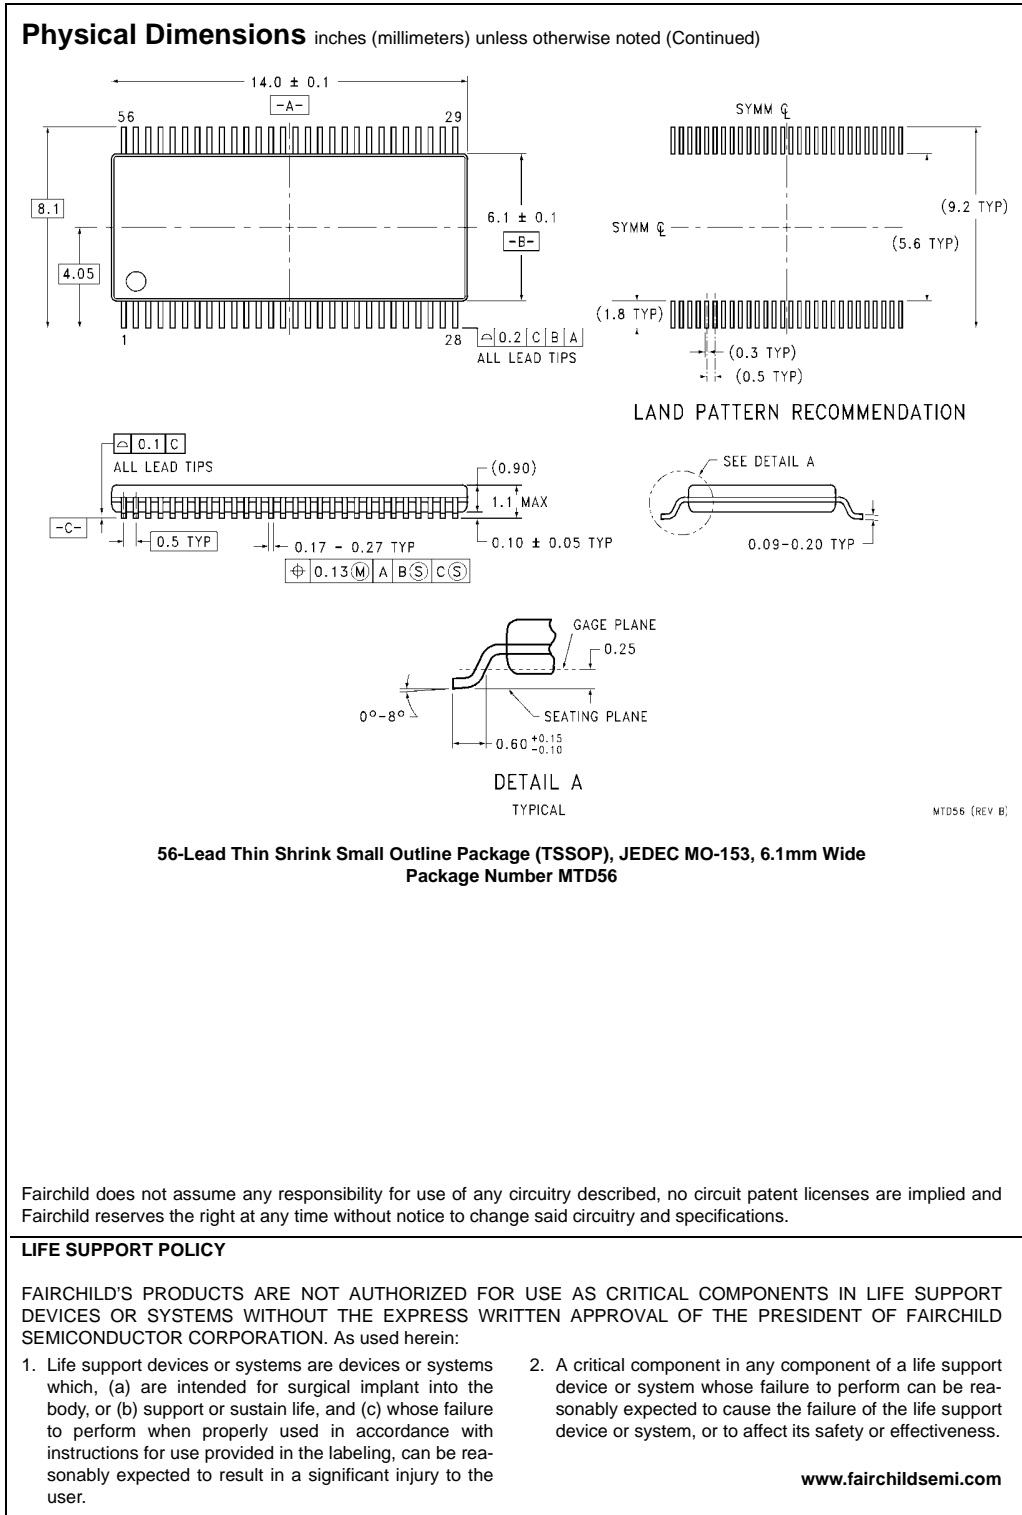 Physical Dimensions inches (millimeters) unless otherwise noted (Continued)
14.0 ± 0.1
-A-
56
29
8.1
4.05
6.1 ± 0.1
-B-
1
28
⌓ 0.2 C B A
ALL LEAD TIPS
SYMM ℄
SYMM ℄
(9.2 TYP)
(5.6 TYP)
(1.8 TYP)
(0.3 TYP)
(0.5 TYP)
LAND PATTERN RECOMMENDATION
⌓ 0.1 C
ALL LEAD TIPS
(0.90)
1.1 MAX
-C-
0.5 TYP
0.17 - 0.27 TYP
0.10 ± 0.05 TYP
⌖ 0.13 Ⓜ A B Ⓢ C Ⓢ
SEE DETAIL A
0.09-0.20 TYP
GAGE PLANE
0.25
0°-8°
SEATING PLANE
0.60 +0.15 -0.10
DETAIL A
TYPICAL
MTD56 (REV B)
56-Lead Thin Shrink Small Outline Package (TSSOP), JEDEC MO-153, 6.1mm Wide
Package Number MTD56
Fairchild does not assume any responsibility for use of any circuitry described, no circuit patent licenses are implied and
Fairchild reserves the right at any time without notice to change said circuitry and specifications.
LIFE SUPPORT POLICY
FAIRCHILD'S PRODUCTS ARE NOT AUTHORIZED FOR USE AS CRITICAL COMPONENTS IN LIFE SUPPORT
DEVICES OR SYSTEMS WITHOUT THE EXPRESS WRITTEN APPROVAL OF THE PRESIDENT OF FAIRCHILD
SEMICONDUCTOR CORPORATION. As used herein:
1. Life support devices or systems are devices or systems
which, (a) are intended for surgical implant into the
body, or (b) support or sustain life, and (c) whose failure
to perform when properly used in accordance with
instructions for use provided in the labeling, can be rea-
sonably expected to result in a significant injury to the
user.
2. A critical component in any component of a life support
device or system whose failure to perform can be rea-
sonably expected to cause the failure of the life support
device or system, or to affect its safety or effectiveness.
www.fairchildsemi.com